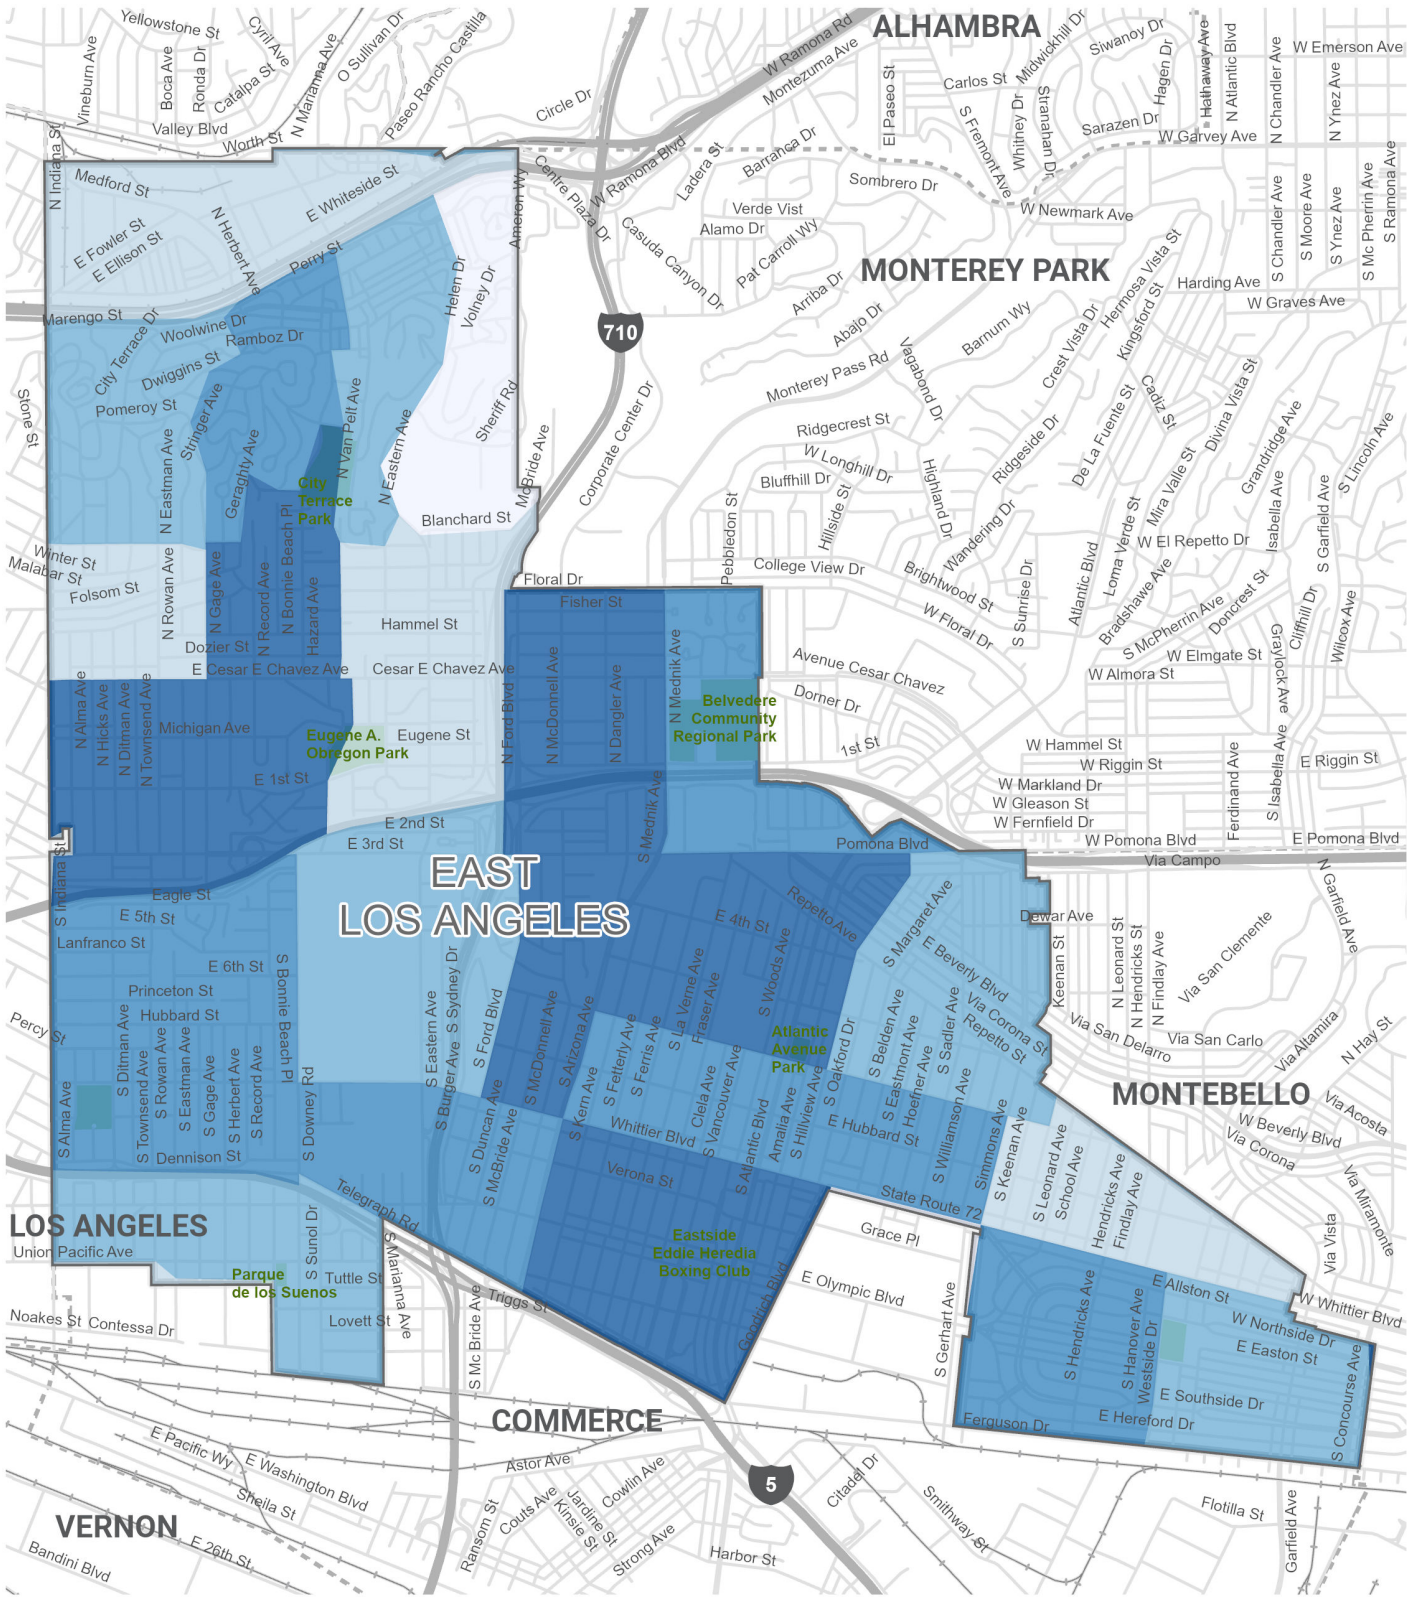 Yellowstone St
Cyril Ave
O Sullivan Dr
Paseo Rancho Castilla
Vineburn Ave
Boca Ave
Ronda Dr
Catalpa St
N Marianna Ave
Valley Blvd
Worth St
Circle Dr
W Ramona Rd
Montezuma Ave
ALHAMBRA
El Paseo St
Carlos St
Midwickhill Dr
Siwanoy Dr
Hagen Dr
Hathaway Ave
N Atlantic Blvd
N Chandler Ave
W Emerson Ave
N Ynez Ave
S Fremont Ave
Whitney Dr
Stranahan Dr
Sarazen Dr
W Garvey Ave
N Indiana St
Medford St
E Whiteside St
E Fowler St
E Ellison St
N Herbert Ave
Perry St
Ameron Wy
Centre Plaza Dr
W Ramona Blvd
Ladera St
Barranca Dr
Sombrero Dr
Verde Vist
Alamo Dr
Casuda Canyon Dr
Pat Carroll Wy
W Newmark Ave
S Chandler Ave
S Moore Ave
S Ynez Ave
S Mc Pherrin Ave
S Ramona Ave
MONTEREY PARK
Hermosa Vista St
Harding Ave
W Graves Ave
Kingsford St
Crest Vista Dr
Arriba Dr
Abajo Dr
Barnum Wy
Vagabond Dr
Monterey Pass Rd
710
Marengo St
City Terrace Dr
Woolwine Dr
Ramboz Dr
Dwiggins St
Pomeroy St
Stringer Ave
Helen Dr
Volney Dr
Sheriff Rd
N Van Pelt Ave
N Eastern Ave
N Eastman Ave
Geraghty Ave
Stone St
City
Terrace
Park
Blanchard St
McBride Ave
Corporate Center Dr
Ridgecrest St
W Longhill Dr
Bluffhill Dr
Hillside St
Highland Dr
Ridgeside Dr
Wandering Dr
De La Fuente St
Cadiz St
Divina Vista St
Mira Valle St
Grandridge Ave
S Lincoln Ave
Isabella Ave
S Garfield Ave
Loma Verde St
W El Repetto Dr
Winter St
Malabar St
Folsom St
N Rowan Ave
N Gage Ave
N Record Ave
N Bonnie Beach Pl
Hazard Ave
Dozier St
E Cesar E Chavez Ave
Hammel St
Cesar E Chavez Ave
Floral Dr
Fisher St
Pebbledon St
College View Dr
Brightwood St
W Floral Dr
S Sunrise Dr
Atlantic Blvd
Bradshawe Ave
S McPherrin Ave
Doncrest St
Graylock Ave
Cliffhill Dr
Wilcox Ave
W Elmgate St
W Almora St
Avenue Cesar Chavez
Dorner Dr
1st St
N Alma Ave
N Hicks Ave
N Ditman Ave
N Townsend Ave
Michigan Ave
Eugene A.
Obregon Park
Eugene St
E 1st St
N Ford Blvd
N McDonnell Ave
N Dangler Ave
N Mednik Ave
Belvedere
Community
Regional Park
W Hammel St
W Riggin St
W Markland Dr
W Gleason St
W Fernfield Dr
W Pomona Blvd
Ferdinand Ave
S Isabella Ave
E Riggin St
E Pomona Blvd
Via Campo
E 2nd St
E 3rd St
S Mednik Ave
Pomona Blvd
EAST
LOS ANGELES
S Indiana St
Eagle St
E 5th St
Lanfranco St
E 6th St
Princeton St
Hubbard St
S Bonnie Beach Pl
Percy St
S Alma Ave
S Ditman Ave
S Townsend Ave
S Rowan Ave
S Eastman Ave
S Gage Ave
S Herbert Ave
S Record Ave
Dennison St
S Downey Rd
S Eastern Ave
S Sydney Dr
S Burger Ave
S Ford Blvd
S Duncan Ave
S McBride Ave
S McDonnell Ave
S Arizona Ave
S Kern Ave
S Fetterly Ave
S Ferris Ave
S La Verne Ave
Fraser Ave
E 4th St
S Woods Ave
Repetto Ave
Atlantic
Avenue
Park
S Margaret Ave
E Beverly Blvd
Via Corona St
Repetto St
S Belden Ave
S Eastmont Ave
Hoefner Ave
S Sadler Ave
S Oakford Dr
S Hillview Ave
Amalia Ave
S Atlantic Blvd
S Vancouver Ave
Clela Ave
Whittier Blvd
Verona St
E Hubbard St
S Williamson Ave
Simmons Ave
S Keenan Ave
Dewar Ave
Keenan St
N Leonard St
N Hendricks St
N Findlay Ave
Via San Clemente
N Garfield Ave
Via San Delarro
Via San Carlo
Via Altamira
N Hay St
MONTEBELLO
Via Acosta
W Beverly Blvd
Via Corona
Via Miramonte
Via Vista
S Leonard Ave
School Ave
Hendricks Ave
Findlay Ave
State Route 72
Grace Pl
E Olympic Blvd
S Gerhart Ave
Eastside
Eddie Heredia
Boxing Club
Goodrich Blvd
Telegraph Rd
Triggs St
LOS ANGELES
Union Pacific Ave
Parque
de los Suenos
S Sunol Dr
Tuttle St
Lovett St
S Marianna Ave
Noakes St
Contessa Dr
S Mc Bride Ave
S Hendricks Ave
S Hanover Ave
Westside Dr
E Allston St
W Northside Dr
W Whittier Blvd
E Easton St
E Southside Dr
E Hereford Dr
Ferguson Dr
S Concourse Ave
COMMERCE
5
E Pacific Wy
E Washington Blvd
Sheila St
VERNON
E 26th St
Bandini Blvd
Astor Ave
Ransom St
Couts Ave
Kinsie St
Jardine St
Cowlin Ave
Strong Ave
Harbor St
Citadel Dr
Smithway St
Flotilla St
Garfield Ave